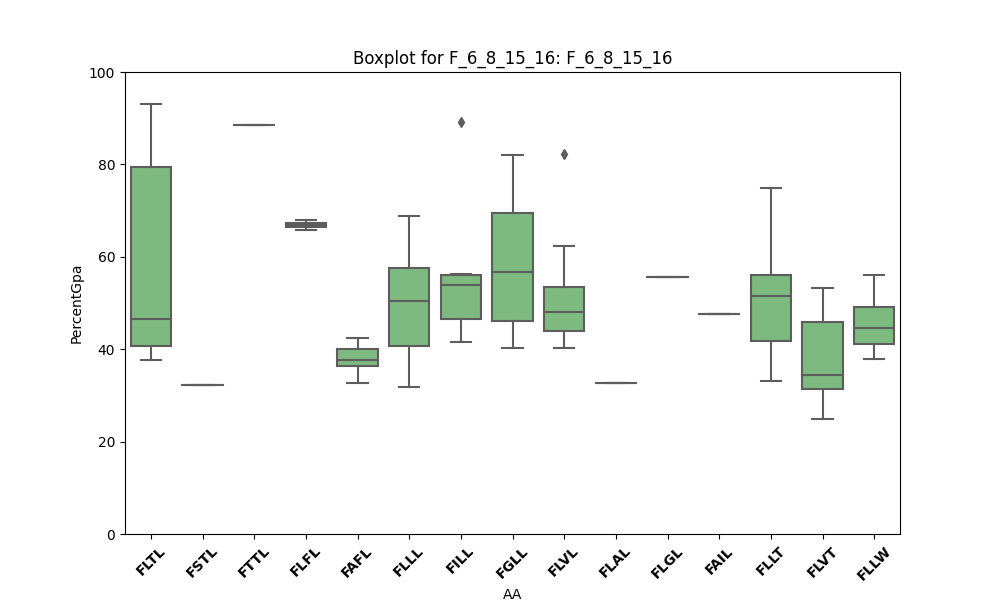 Boxplot for F_6_8_15_16: F_6_8_15_16
100
80
60
40
20
0
PercentGpa
FLTL FSTL FTTL FLFL FAFL FLLL FILL FGLL FLVL FLAL FLGL FAIL FLLT FLVT FLLW
AA